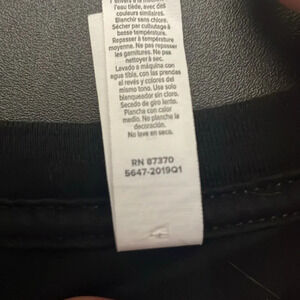 l'eau tiède, avec des
couleurs similaires.
Blanchir sans chlore.
Sécher par culbutage à
basse température.
Repasser à température
moyenne. Ne pas repasser
les garnitures. Ne pas
nettoyer à sec.
Lavado a máquina con
agua tibia, con las prendas
al revés y colores del
mismo tono. Use solo
blanqueador sin cloro.
Secado de giro lento.
Plancha con calor
medio. No planche la
decoración.
No lave en seco.
RN 87370
5647-2019Q1